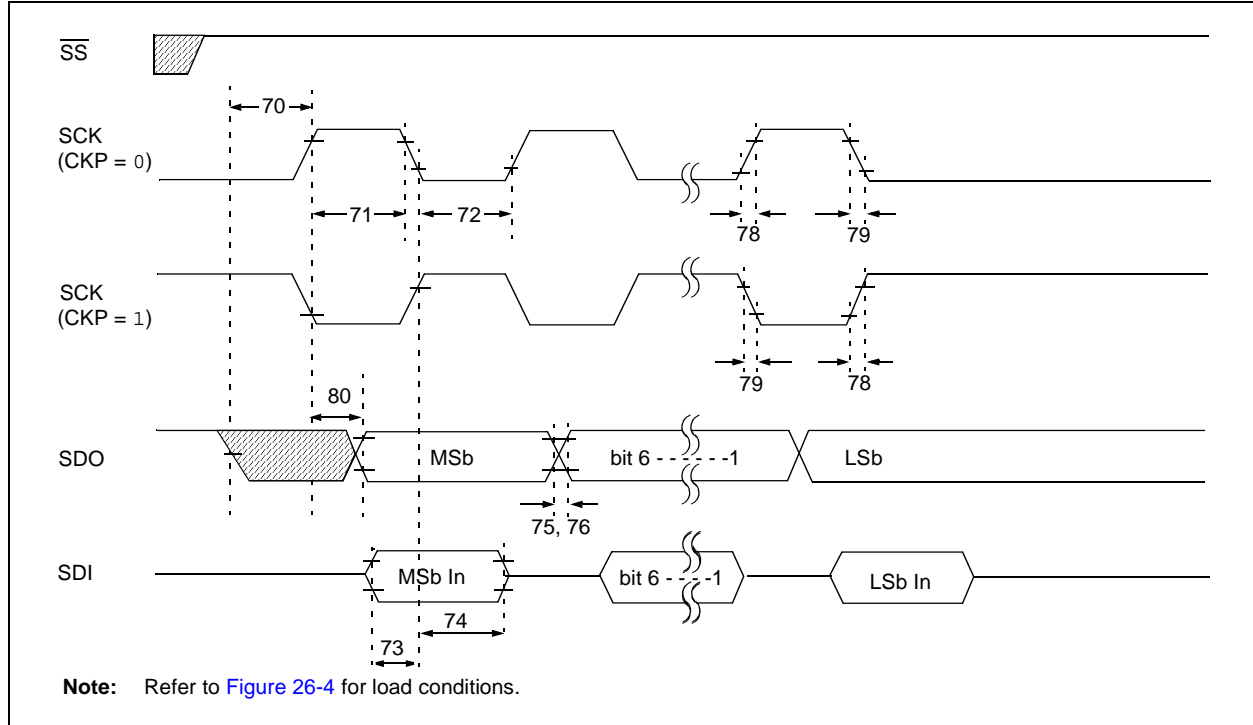 SS
70
SCK
(CKP = 0)
71
72
78
79
SCK
(CKP = 1)
79
78
80
SDO
MSb
bit 6 - - - - - - -1
LSb
75, 76
SDI
MSb In
bit 6 - - - - -1
LSb In
74
73
Note: Refer to Figure 26-4 for load conditions.